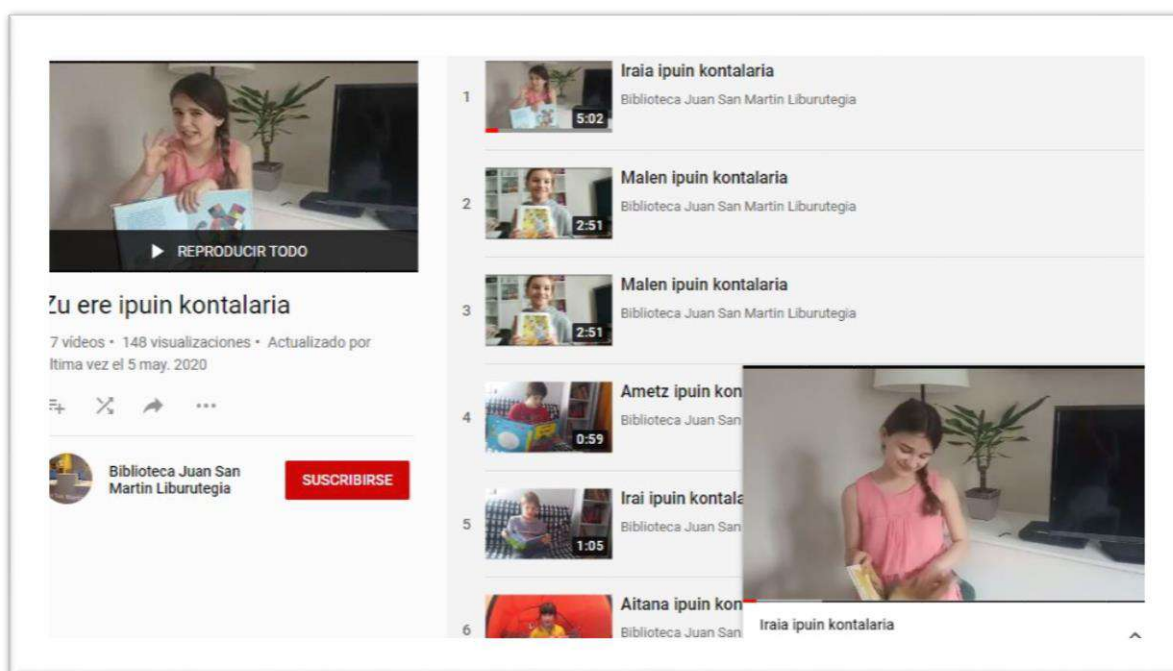 REPRODUCIR TODO
Zu ere ipuin kontalaria
7 vídeos • 148 visualizaciones • Actualizado por
ltima vez el 5 may. 2020
Biblioteca Juan San
Martin Liburutegia
SUSCRIBIRSE
1
5:02
Iraia ipuin kontalaria
Biblioteca Juan San Martin Liburutegia
2
2:51
Malen ipuin kontalaria
Biblioteca Juan San Martin Liburutegia
3
2:51
Malen ipuin kontalaria
Biblioteca Juan San Martin Liburutegia
4
0:59
Ametz ipuin kon
Biblioteca Juan San
5
1:05
Irai ipuin kontala
Biblioteca Juan San
6
Aitana ipuin kon
Biblioteca Juan San
Iraia ipuin kontalaria